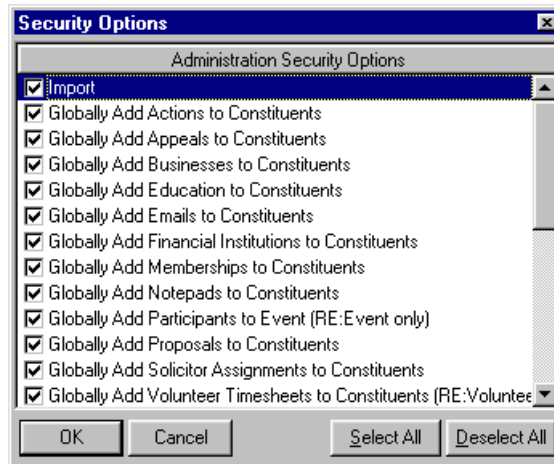 Security Options
Administration Security Options
Import
Globally Add Actions to Constituents
Globally Add Appeals to Constituents
Globally Add Businesses to Constituents
Globally Add Education to Constituents
Globally Add Emails to Constituents
Globally Add Financial Institutions to Constituents
Globally Add Memberships to Constituents
Globally Add Notepads to Constituents
Globally Add Participants to Event (RE:Event only)
Globally Add Proposals to Constituents
Globally Add Solicitor Assignments to Constituents
Globally Add Volunteer Timesheets to Constituents (RE:Voluntee
OK Cancel Select All Deselect All